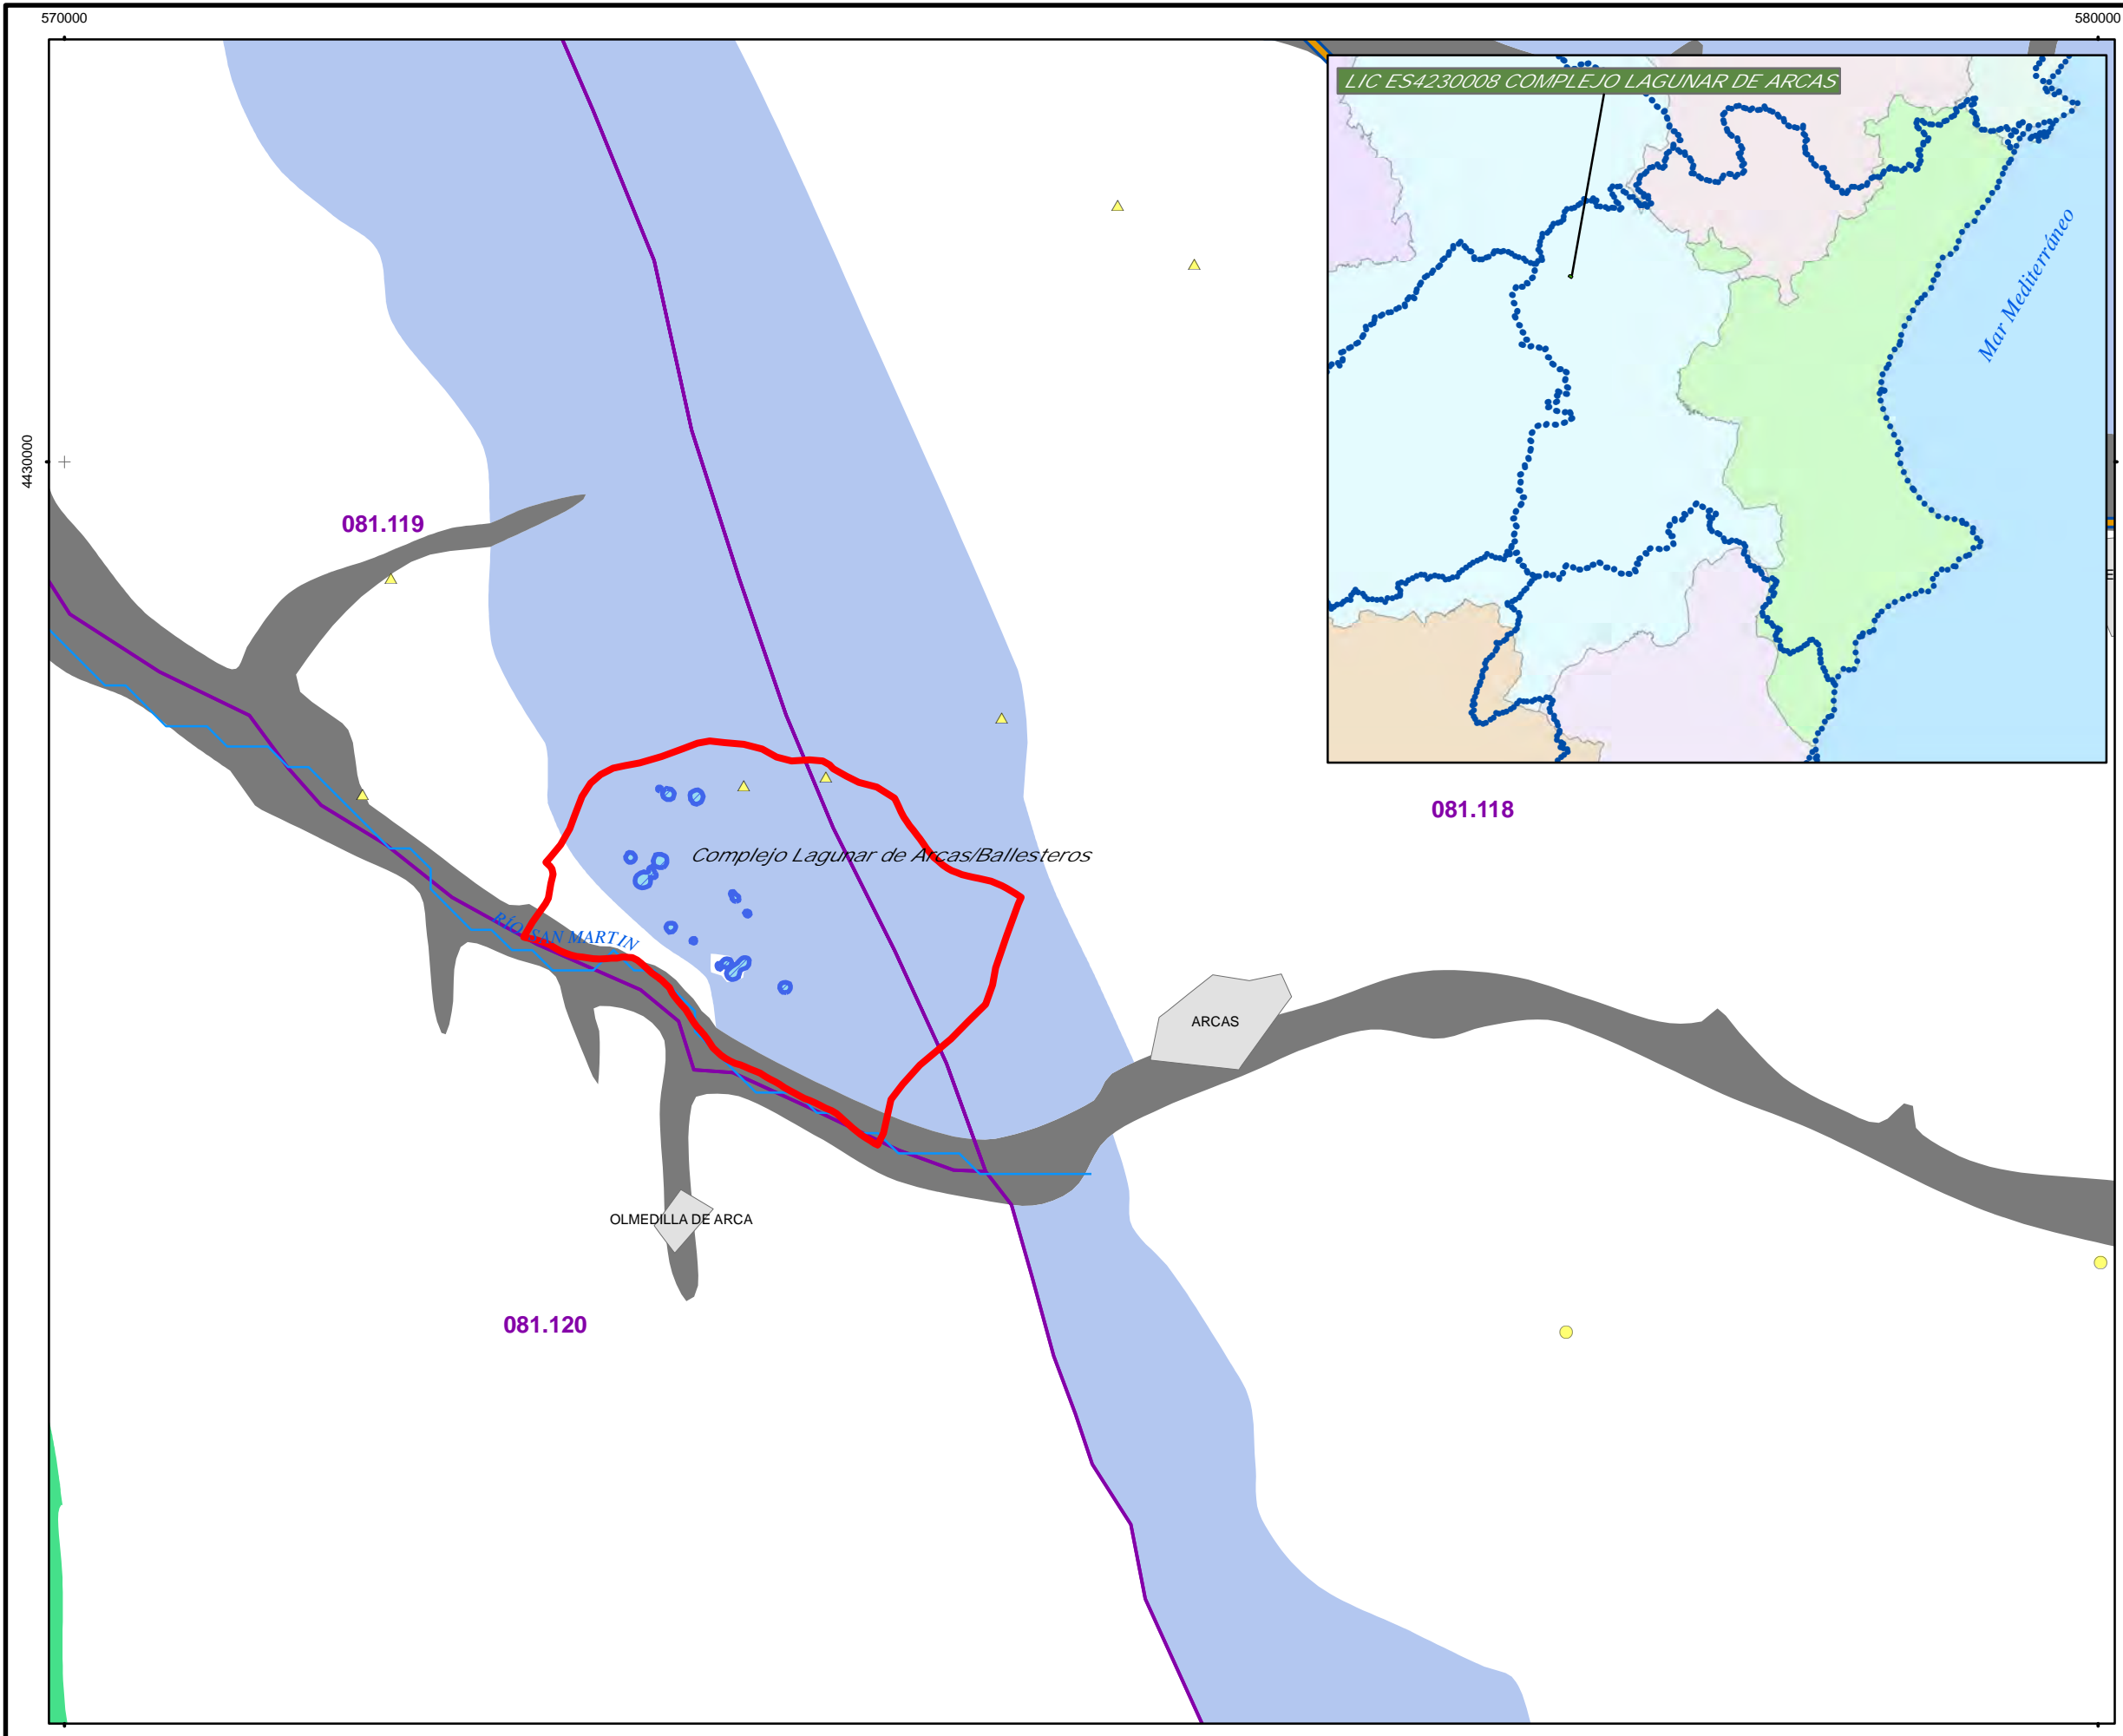 570000
580000
LIC ES4230008 COMPLEJO LAGUNAR DE ARCAS
Mar Mediterráneo
4430000
081.119
081.118
Complejo Lagunar de Arcas/Ballesteros
RÍO SAN MARTIN
ARCAS
OLMEDILLA DE ARCA
081.120